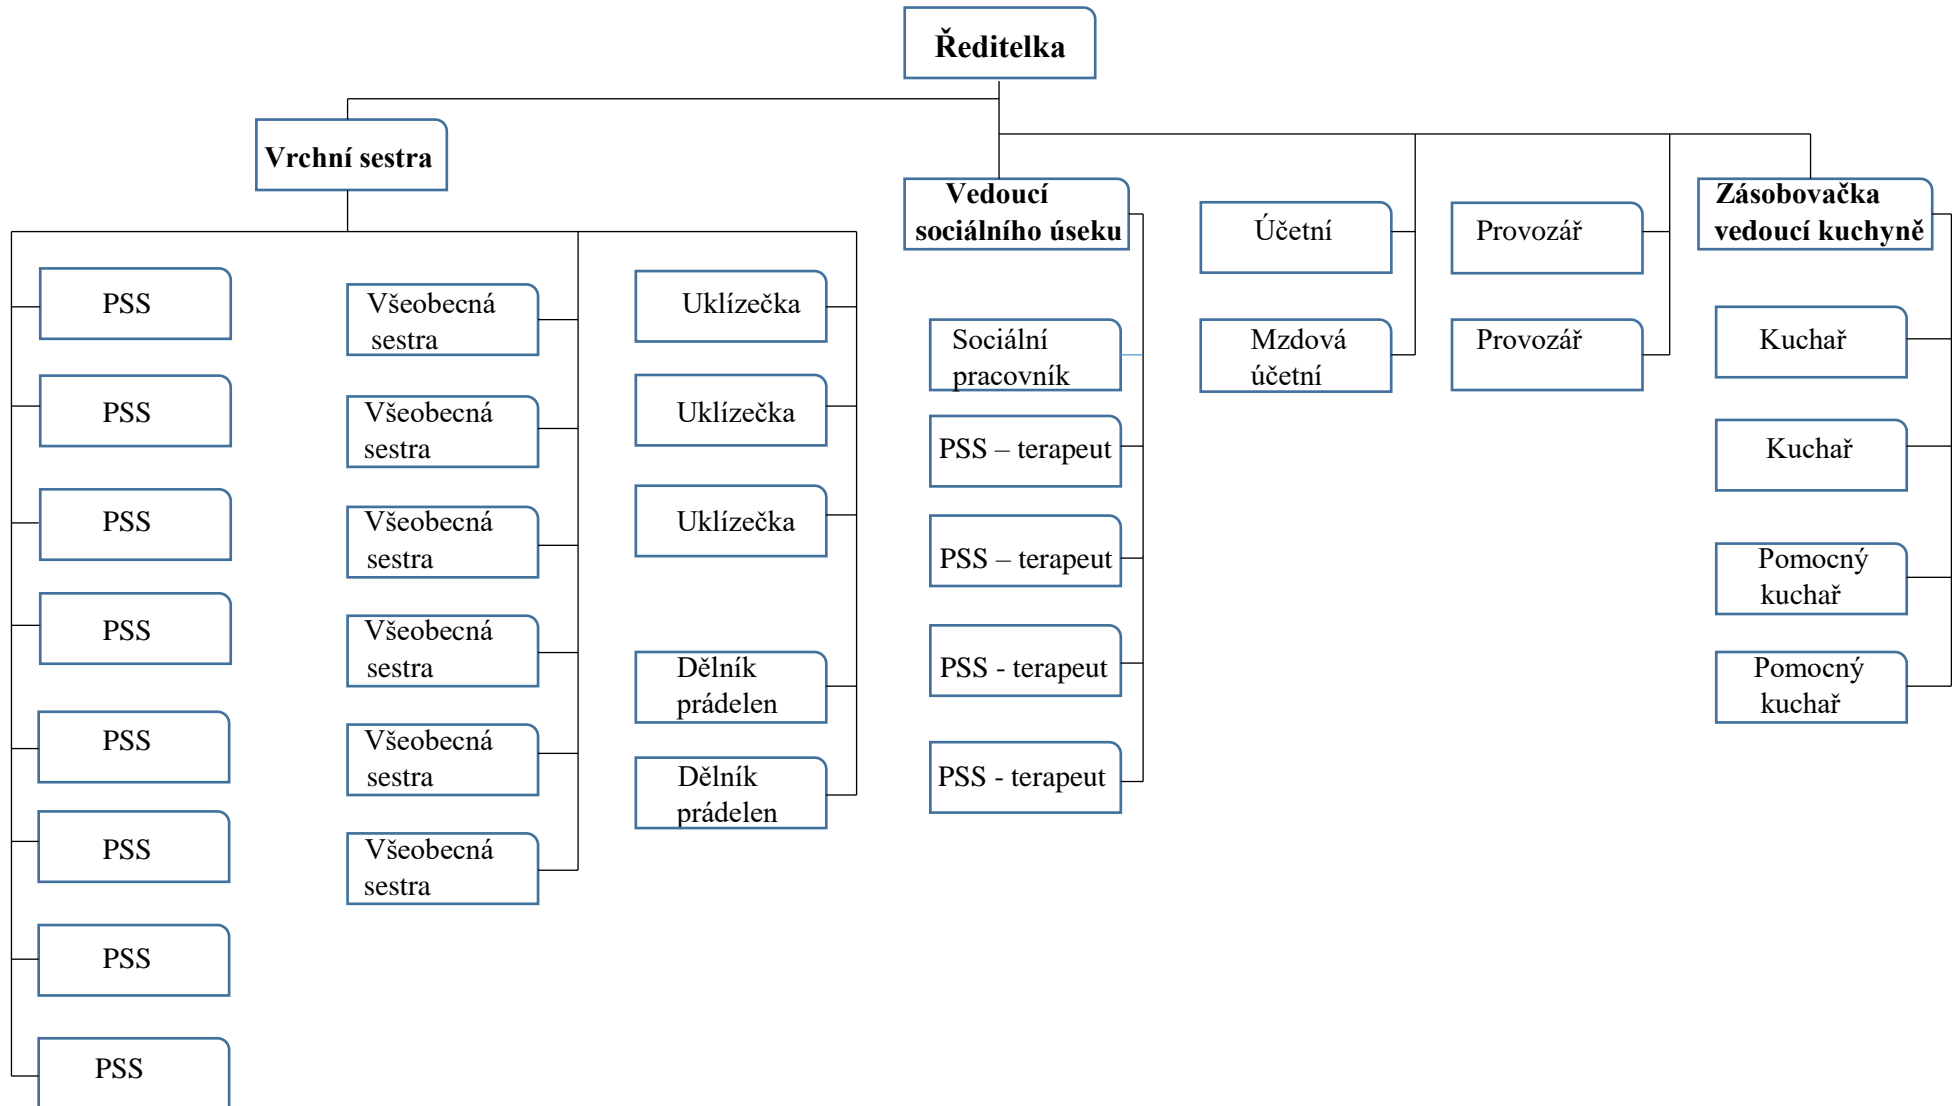 Ředitelka
Vrchní sestra
Vedoucí
sociálního úseku
Účetní
Provozář
Zásobovačka
vedoucí kuchyně
PSS
PSS
PSS
PSS
PSS
PSS
PSS
PSS
Všeobecná
sestra
Všeobecná
sestra
Všeobecná
sestra
Všeobecná
sestra
Všeobecná
sestra
Všeobecná
sestra
Uklízečka
Uklízečka
Uklízečka
Dělník
prádelen
Dělník
prádelen
Sociální
pracovník
PSS – terapeut
PSS – terapeut
PSS - terapeut
PSS - terapeut
Mzdová
účetní
Provozář
Kuchař
Kuchař
Pomocný
kuchař
Pomocný
kuchař